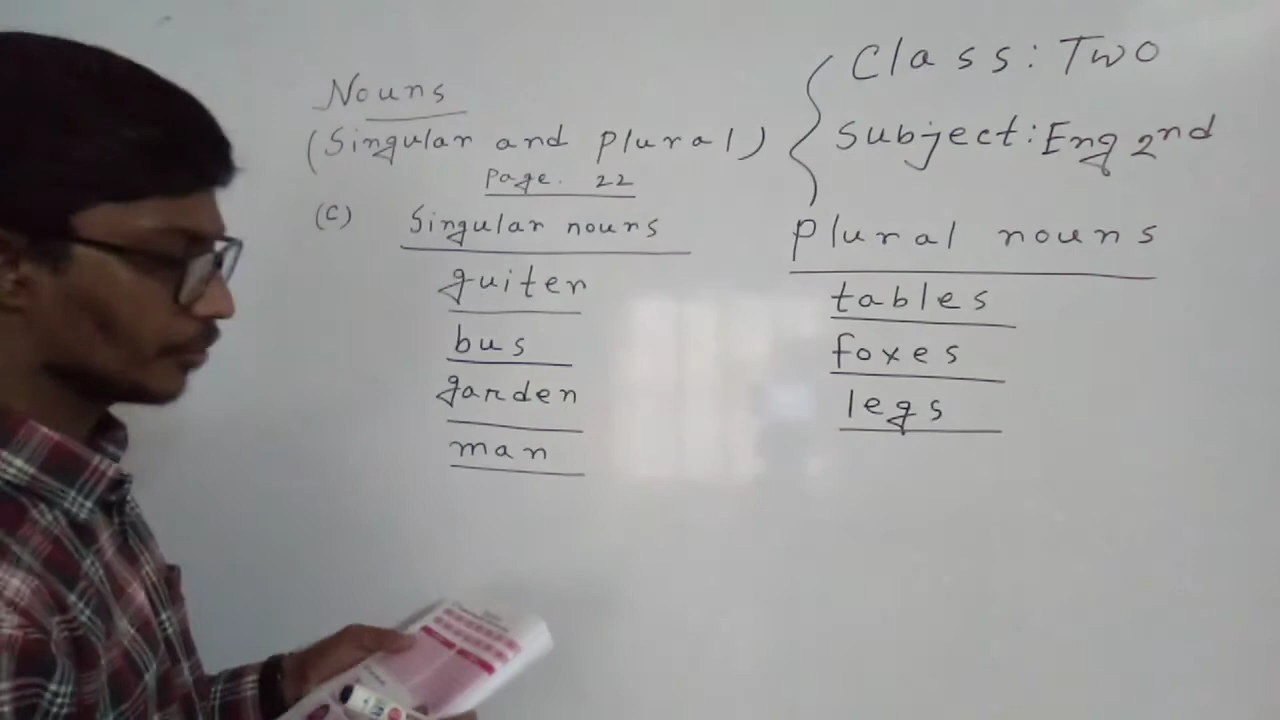 Class: Two
Subject: Eng 2nd
Nouns
(Singular and Plural)
Page. 22
(C) Singular nouns
guiter
bus
garden
man
Plural nouns
tables
foxes
legs